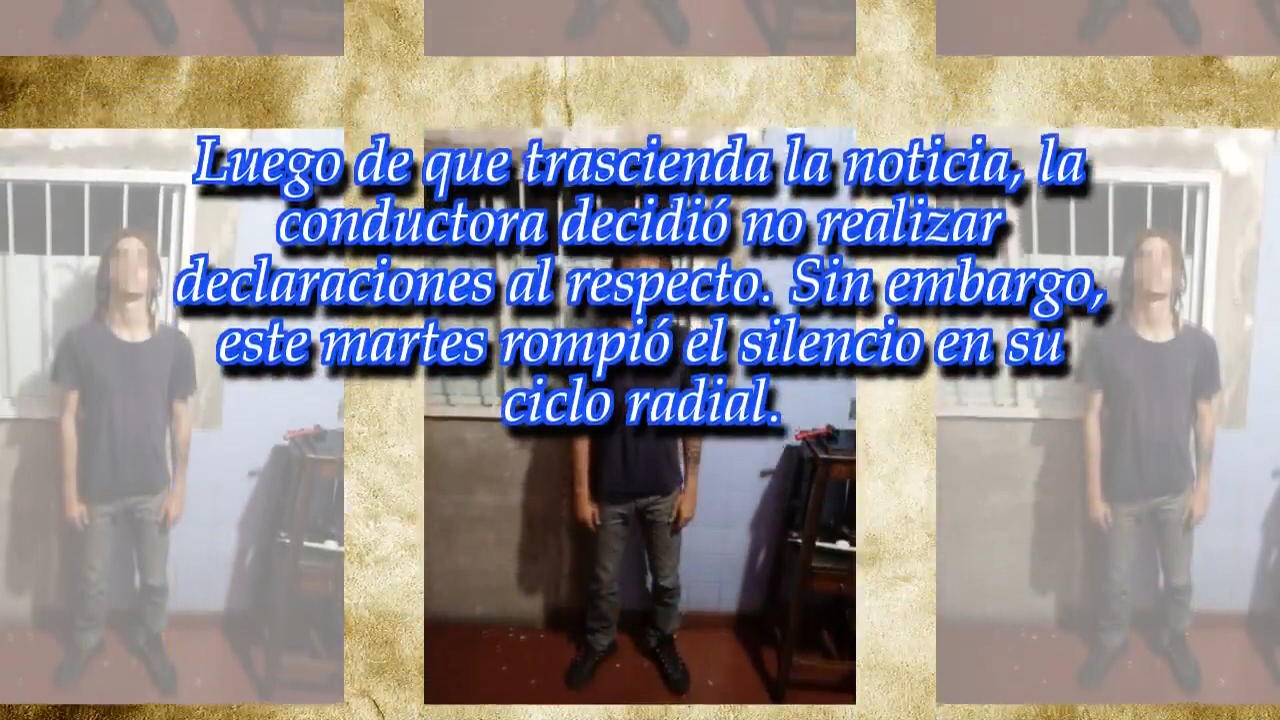 Luego de que trascienda la noticia, la
conductora decidió no realizar
declaraciones al respecto. Sin embargo,
este martes rompió el silencio en su
ciclo radial.